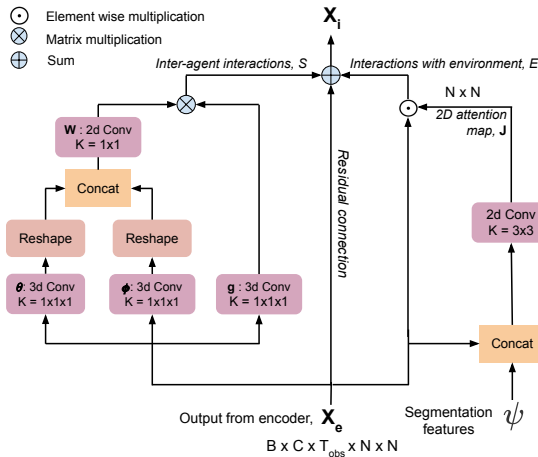 Element wise multiplication
Matrix multiplication
Sum
X_i
Inter-agent interactions, S
Interactions with environment, E
N x N
2D attention
map, J
W : 2d Conv
K = 1x1
Concat
Reshape
Reshape
Residual connection
2d Conv
K = 3x3
θ: 3d Conv
K = 1x1x1
ϕ: 3d Conv
K = 1x1x1
g : 3d Conv
K = 1x1x1
Concat
Output from encoder, X_e
Segmentation
features ψ
B x C x T_obs x N x N